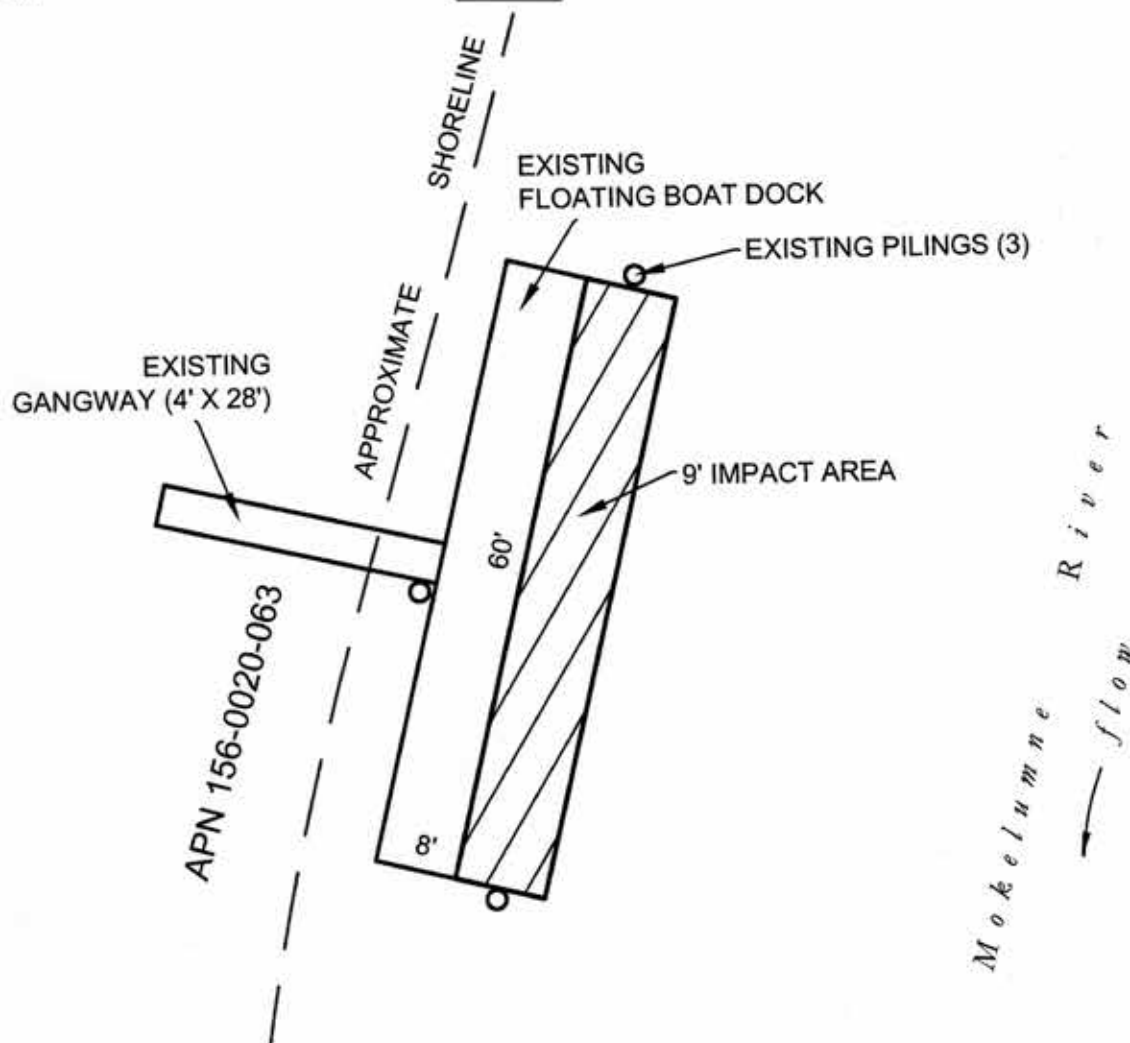 SHORELINE
EXISTING
FLOATING BOAT DOCK
EXISTING PILINGS (3)
APPROXIMATE
EXISTING
GANGWAY (4' X 28')
9' IMPACT AREA
60'
River
flow
APN 156-0020-063
8'
Mokelumne